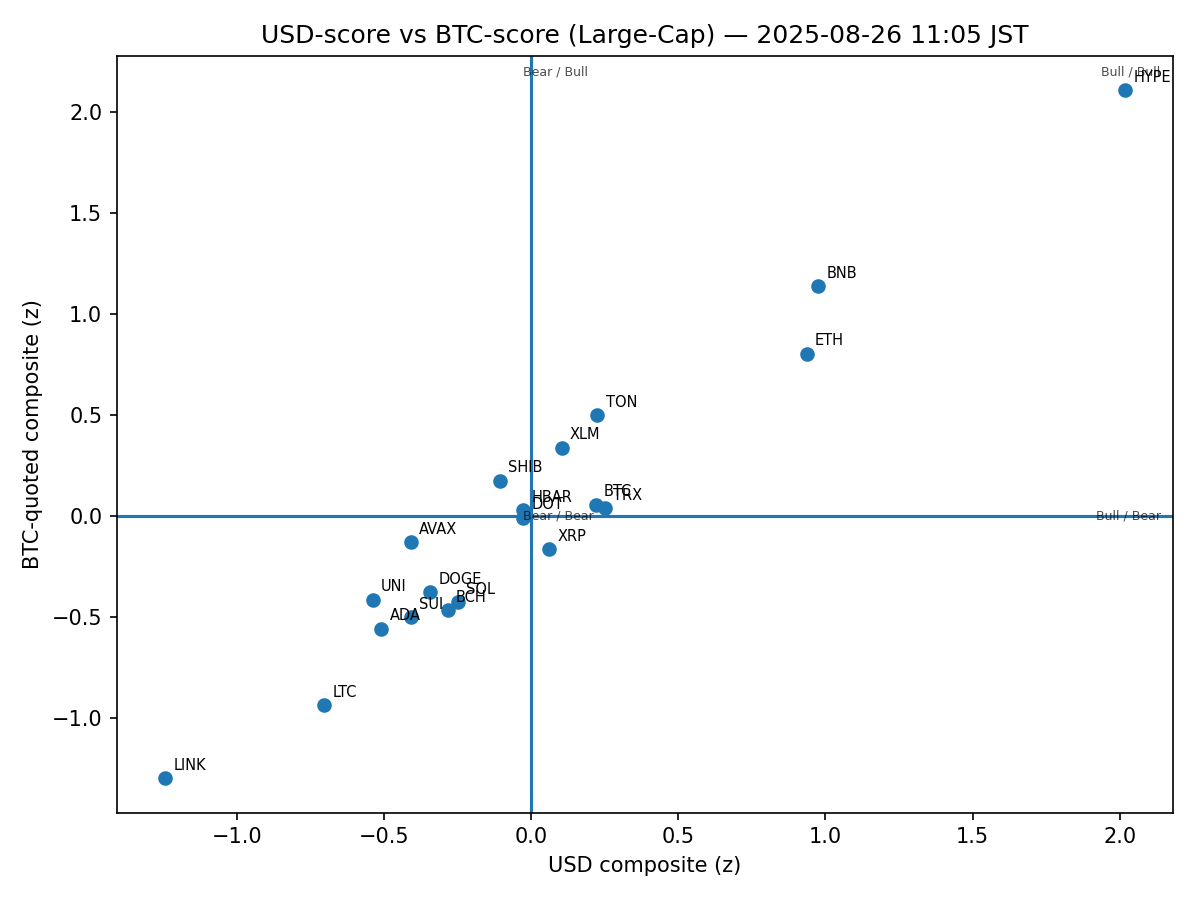 USD-score vs BTC-score (Large-Cap) — 2025-08-26 11:05 JST
Bear / Bull
Bull / Bull
HYPE
2.0
1.5
BNB
1.0
ETH
TON
0.5
XLM
SHIB
BTC
TRX
HBAR
DOT
0.0
Bear / Bear
Bull / Bear
AVAX
XRP
DOGE
UNI
SOL
BCH
SUI
−0.5
ADA
LTC
−1.0
LINK
−1.0
−0.5
0.0
0.5
1.0
1.5
2.0
USD composite (z)
BTC-quoted composite (z)